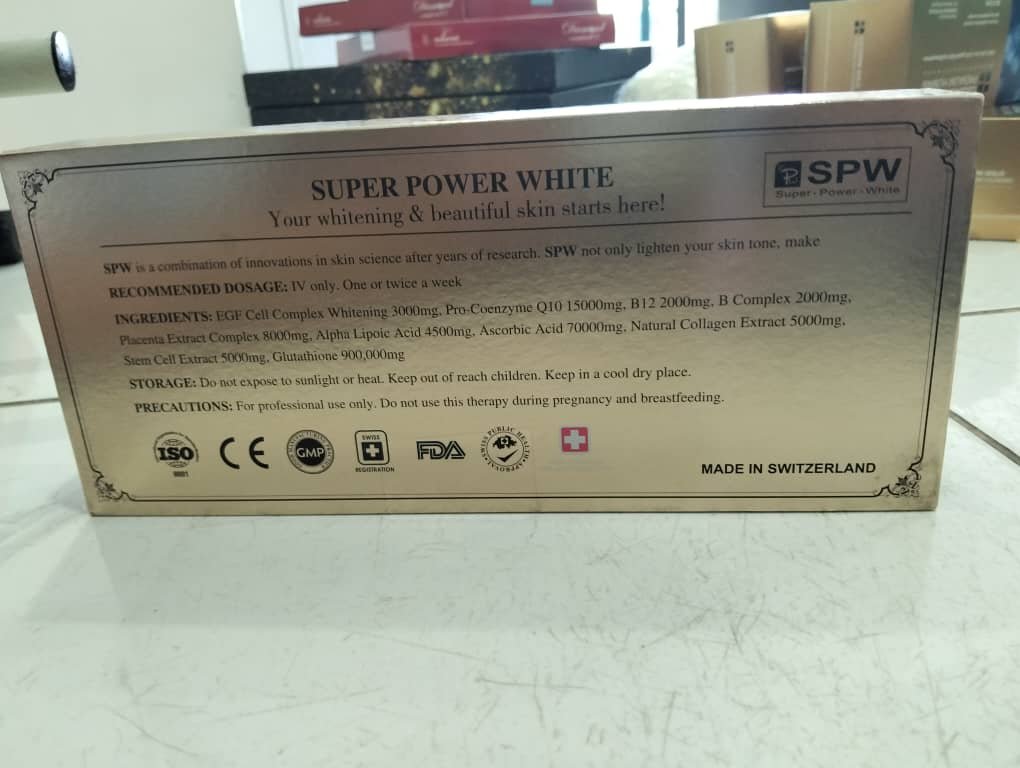 SUPER POWER WHITE
Your whitening & beautiful skin starts here!
SPW
Super - Power - White
SPW is a combination of innovations in skin science after years of research. SPW not only lighten your skin tone, make
RECOMMENDED DOSAGE: IV only. One or twice a week
INGREDIENTS: EGF Cell Complex Whitening 3000mg, Pro-Coenzyme Q10 15000mg, B12 2000mg, B Complex 2000mg,
Placenta Extract Complex 8000mg, Alpha Lipoic Acid 4500mg, Ascorbic Acid 70000mg, Natural Collagen Extract 5000mg,
Stem Cell Extract 5000mg, Glutathione 900,000mg
STORAGE: Do not expose to sunlight or heat. Keep out of reach children. Keep in a cool dry place.
PRECAUTIONS: For professional use only. Do not use this therapy during pregnancy and breastfeeding.
ISO
9001
CE
GMP
SWISS
REGISTRATION
FDA
SWISS PUBLIC HEALTH
APPROVAL
MADE IN SWITZERLAND